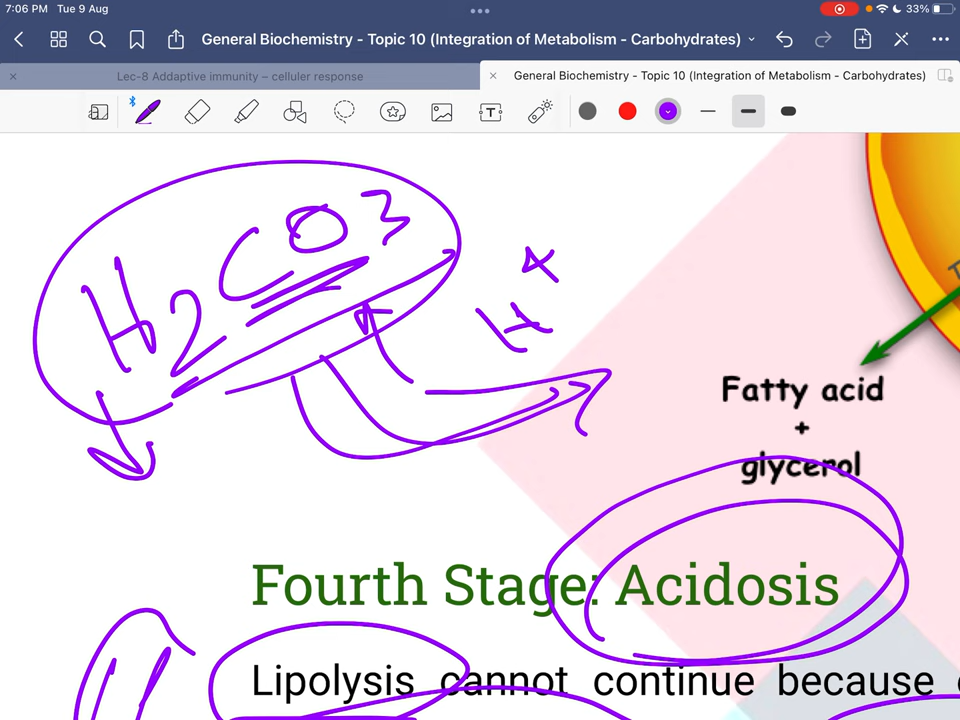 7:06 PM Tue 9 Aug 33%
General Biochemistry - Topic 10 (Integration of Metabolism - Carbohydrates)
Lec-8 Addaptive immunity – celluler response
General Biochemistry - Topic 10 (Integration of Metabolism - Carbohydrates)
H2CO3
H+
Fatty acid
+
glycerol
Fourth Stage: Acidosis
Lipolysis cannot continue because